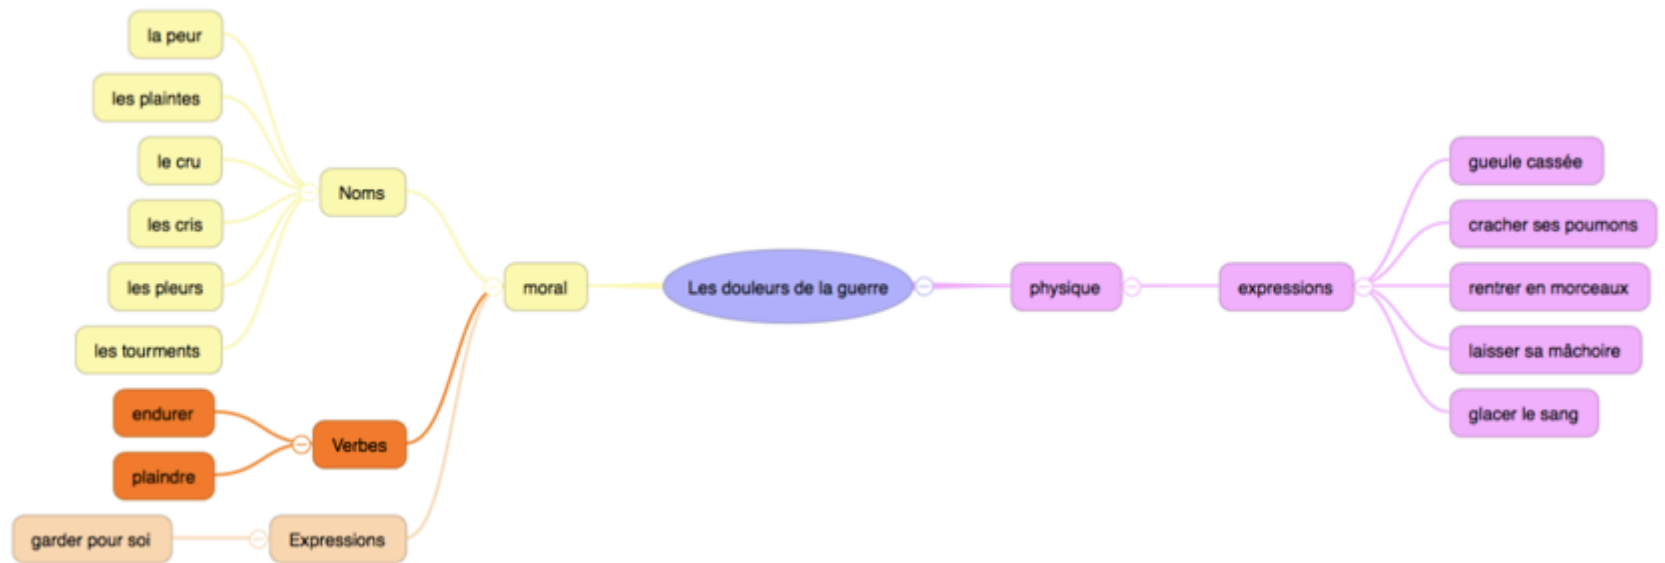 la peur
les plaintes
le cru
les cris
les pleurs
les tourments
Noms
endurer
plaindre
Verbes
garder pour soi
Expressions
moral
Les douleurs de la guerre
physique
expressions
gueule cassée
cracher ses poumons
rentrer en morceaux
laisser sa mâchoire
glacer le sang